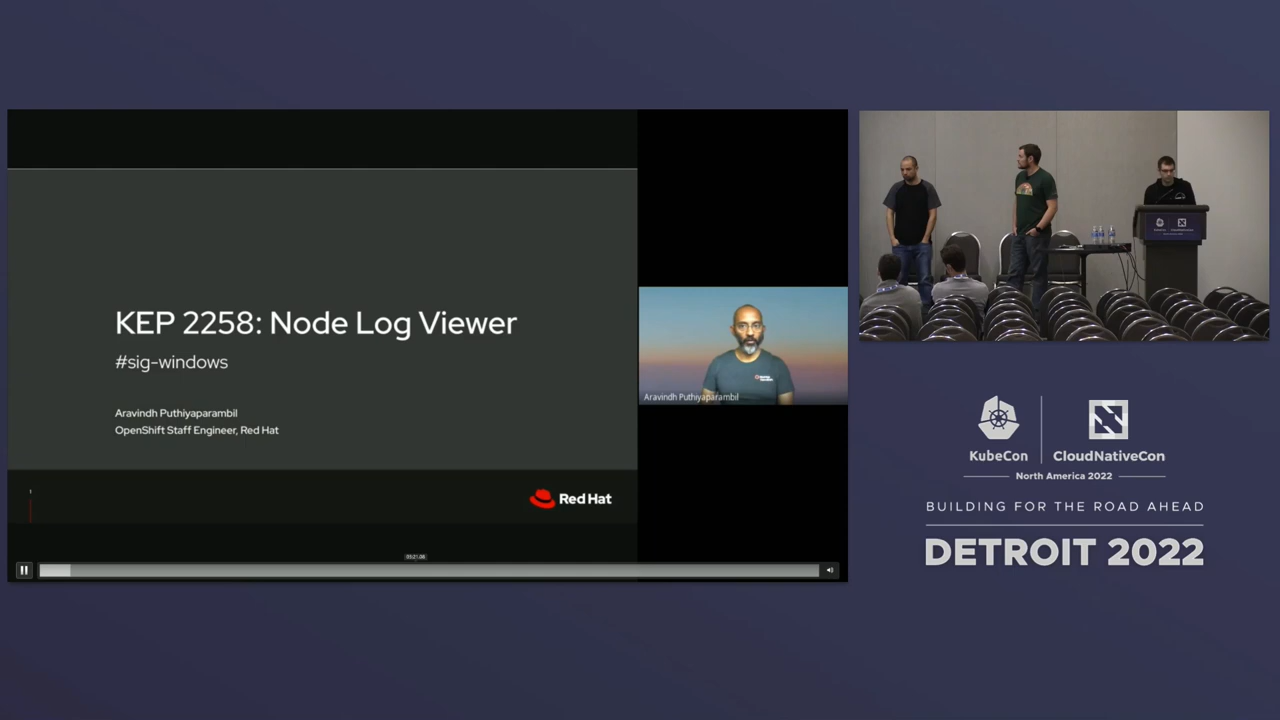 KEP 2258: Node Log Viewer
#sig-windows
Aravindh Puthiyaparambil
OpenShift Staff Engineer, Red Hat
Red Hat
Aravindh Puthiyaparambil
KubeCon
CloudNativeCon
North America 2022
BUILDING FOR THE ROAD AHEAD
DETROIT 2022